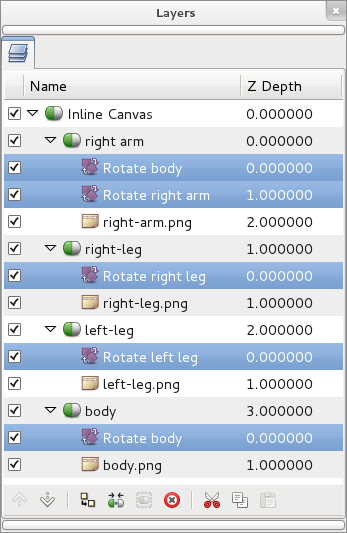 Layers
Name Z Depth
Inline Canvas 0.000000
right arm 0.000000
Rotate body 0.000000
Rotate right arm 1.000000
right-arm.png 2.000000
right-leg 1.000000
Rotate right leg 0.000000
right-leg.png 1.000000
left-leg 2.000000
Rotate left leg 0.000000
left-leg.png 1.000000
body 3.000000
Rotate body 0.000000
body.png 1.000000